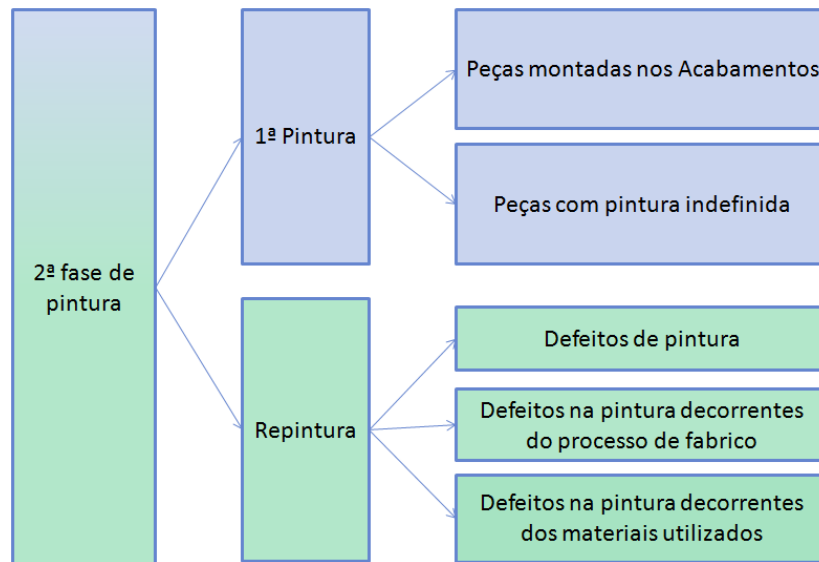 2ª fase de
pintura
1ª Pintura
Peças montadas nos Acabamentos
Peças com pintura indefinida
Repintura
Defeitos de pintura
Defeitos na pintura decorrentes
do processo de fabrico
Defeitos na pintura decorrentes
dos materiais utilizados